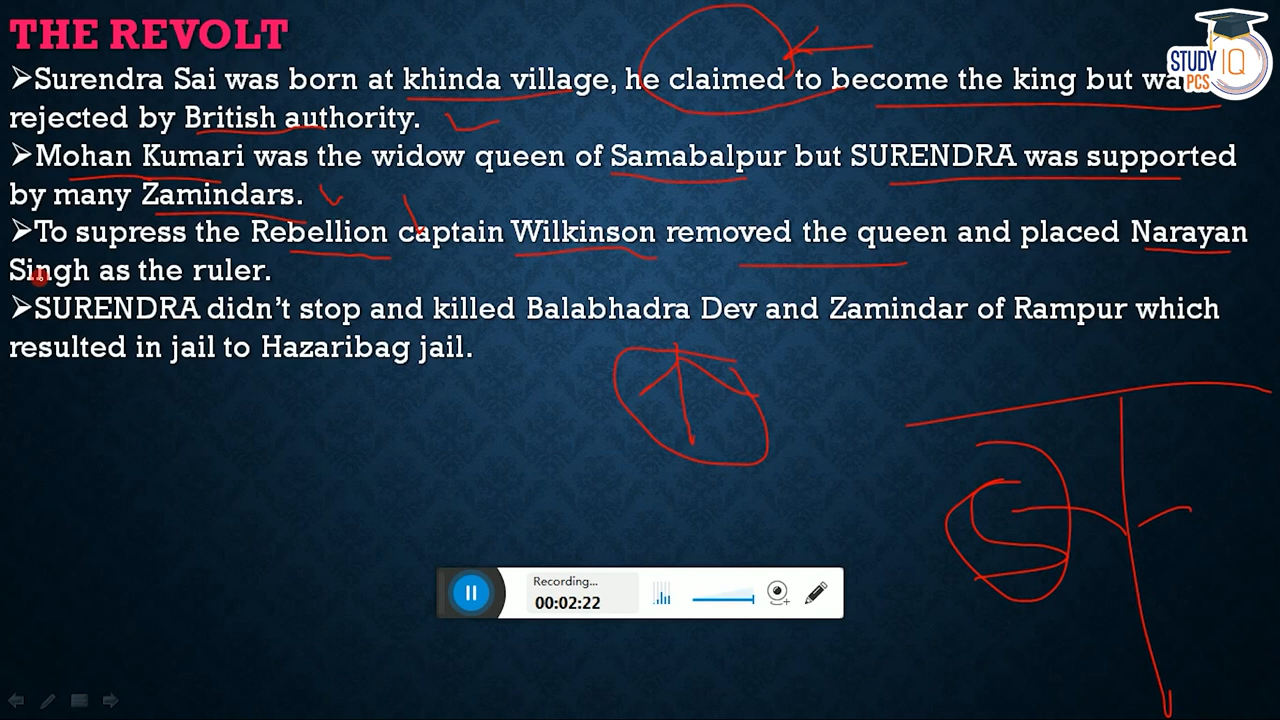 THE REVOLT
➢Surendra Sai was born at khinda village, he claimed to become the king but wa
rejected by British authority.
➢Mohan Kumari was the widow queen of Samabalpur but SURENDRA was supported
by many Zamindars.
➢To supress the Rebellion captain Wilkinson removed the queen and placed Narayan
Singh as the ruler.
➢SURENDRA didn't stop and killed Balabhadra Dev and Zamindar of Rampur which
resulted in jail to Hazaribag jail.
STUDY IQ
PCS
Recording...
00:02:22